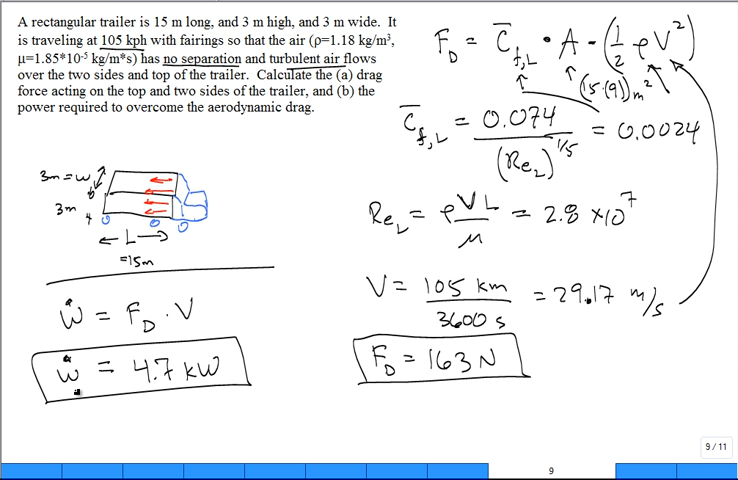 A rectangular trailer is 15 m long, and 3 m high, and 3 m wide. It
is traveling at 105 kph with fairings so that the air (ρ=1.18 kg/m³,
μ=1.85*10⁻⁵ kg/m*s) has no separation and turbulent air flows
over the two sides and top of the trailer. Calculate the (a) drag
force acting on the top and two sides of the trailer, and (b) the
power required to overcome the aerodynamic drag.
F_D = C̄_f,L • A • (1/2 ρV²)
(15·(9)) m²
C̄_f,L = 0.074 / (Re_L)^1/5 = 0.0024
Re_L = ρVL / μ = 2.8 × 10⁷
V = 105 km / 3600 s = 29.17 m/s
F_D = 163 N
3m = w
3m
← L →
=15m
Ẇ = F_D · V
Ẇ = 4.7 kW
9 / 11
9